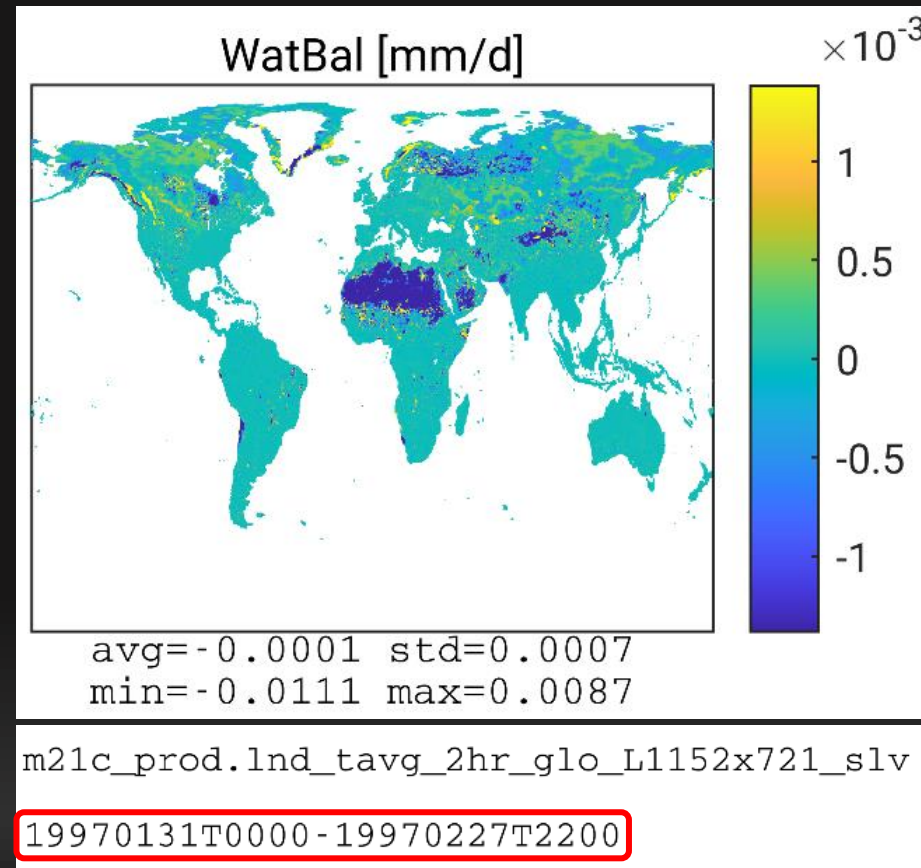 WatBal [mm/d]
×10-3
1
0.5
0
-0.5
-1
avg=-0.0001 std=0.0007
min=-0.0111 max=0.0087
m21c_prod.lnd_tavg_2hr_glo_L1152x721_slv
19970131T0000-19970227T2200